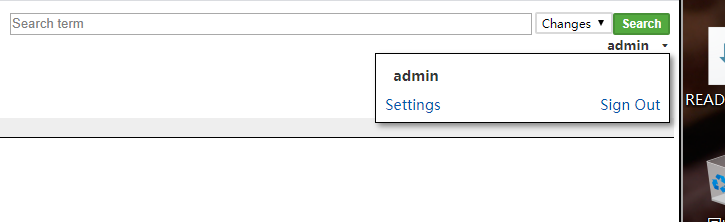 Search term Changes ▼ Search
admin
admin
Settings Sign Out
READ